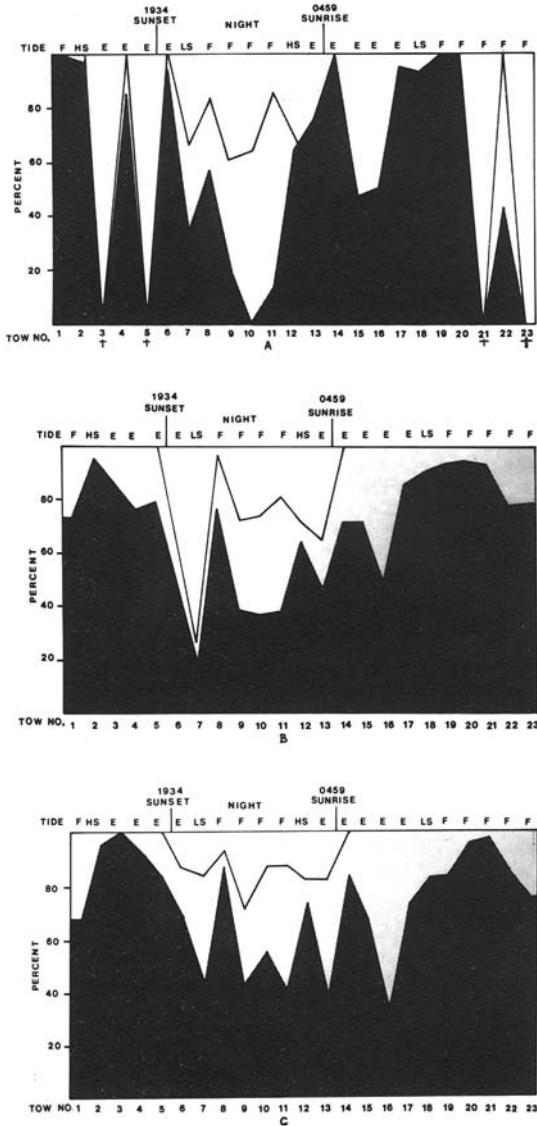 1934 0459
SUNSET NIGHT SUNRISE
TIDE F HS E E E E LS F F F F HS E E E E E LS F F F F F
80
60
40
20
PERCENT
TOW NO. 1 2 3 4 5 6 7 8 9 10 11 12 13 14 15 16 17 18 19 20 21 22 23
† † † †
A
1934 0459
SUNSET NIGHT SUNRISE
TIDE F HS E E E E LS F F F F HS E E E E E LS F F F F F
80
60
40
20
PERCENT
TOW NO. 1 2 3 4 5 6 7 8 9 10 11 12 13 14 15 16 17 18 19 20 21 22 23
B
1934 0459
SUNSET NIGHT SUNRISE
TIDE F HS E E E E LS F F F F HS E E E E E LS F F F F F
80
60
40
20
PERCENT
TOW NO. 1 2 3 4 5 6 7 8 9 10 11 12 13 14 15 16 17 18 19 20 21 22 23
C